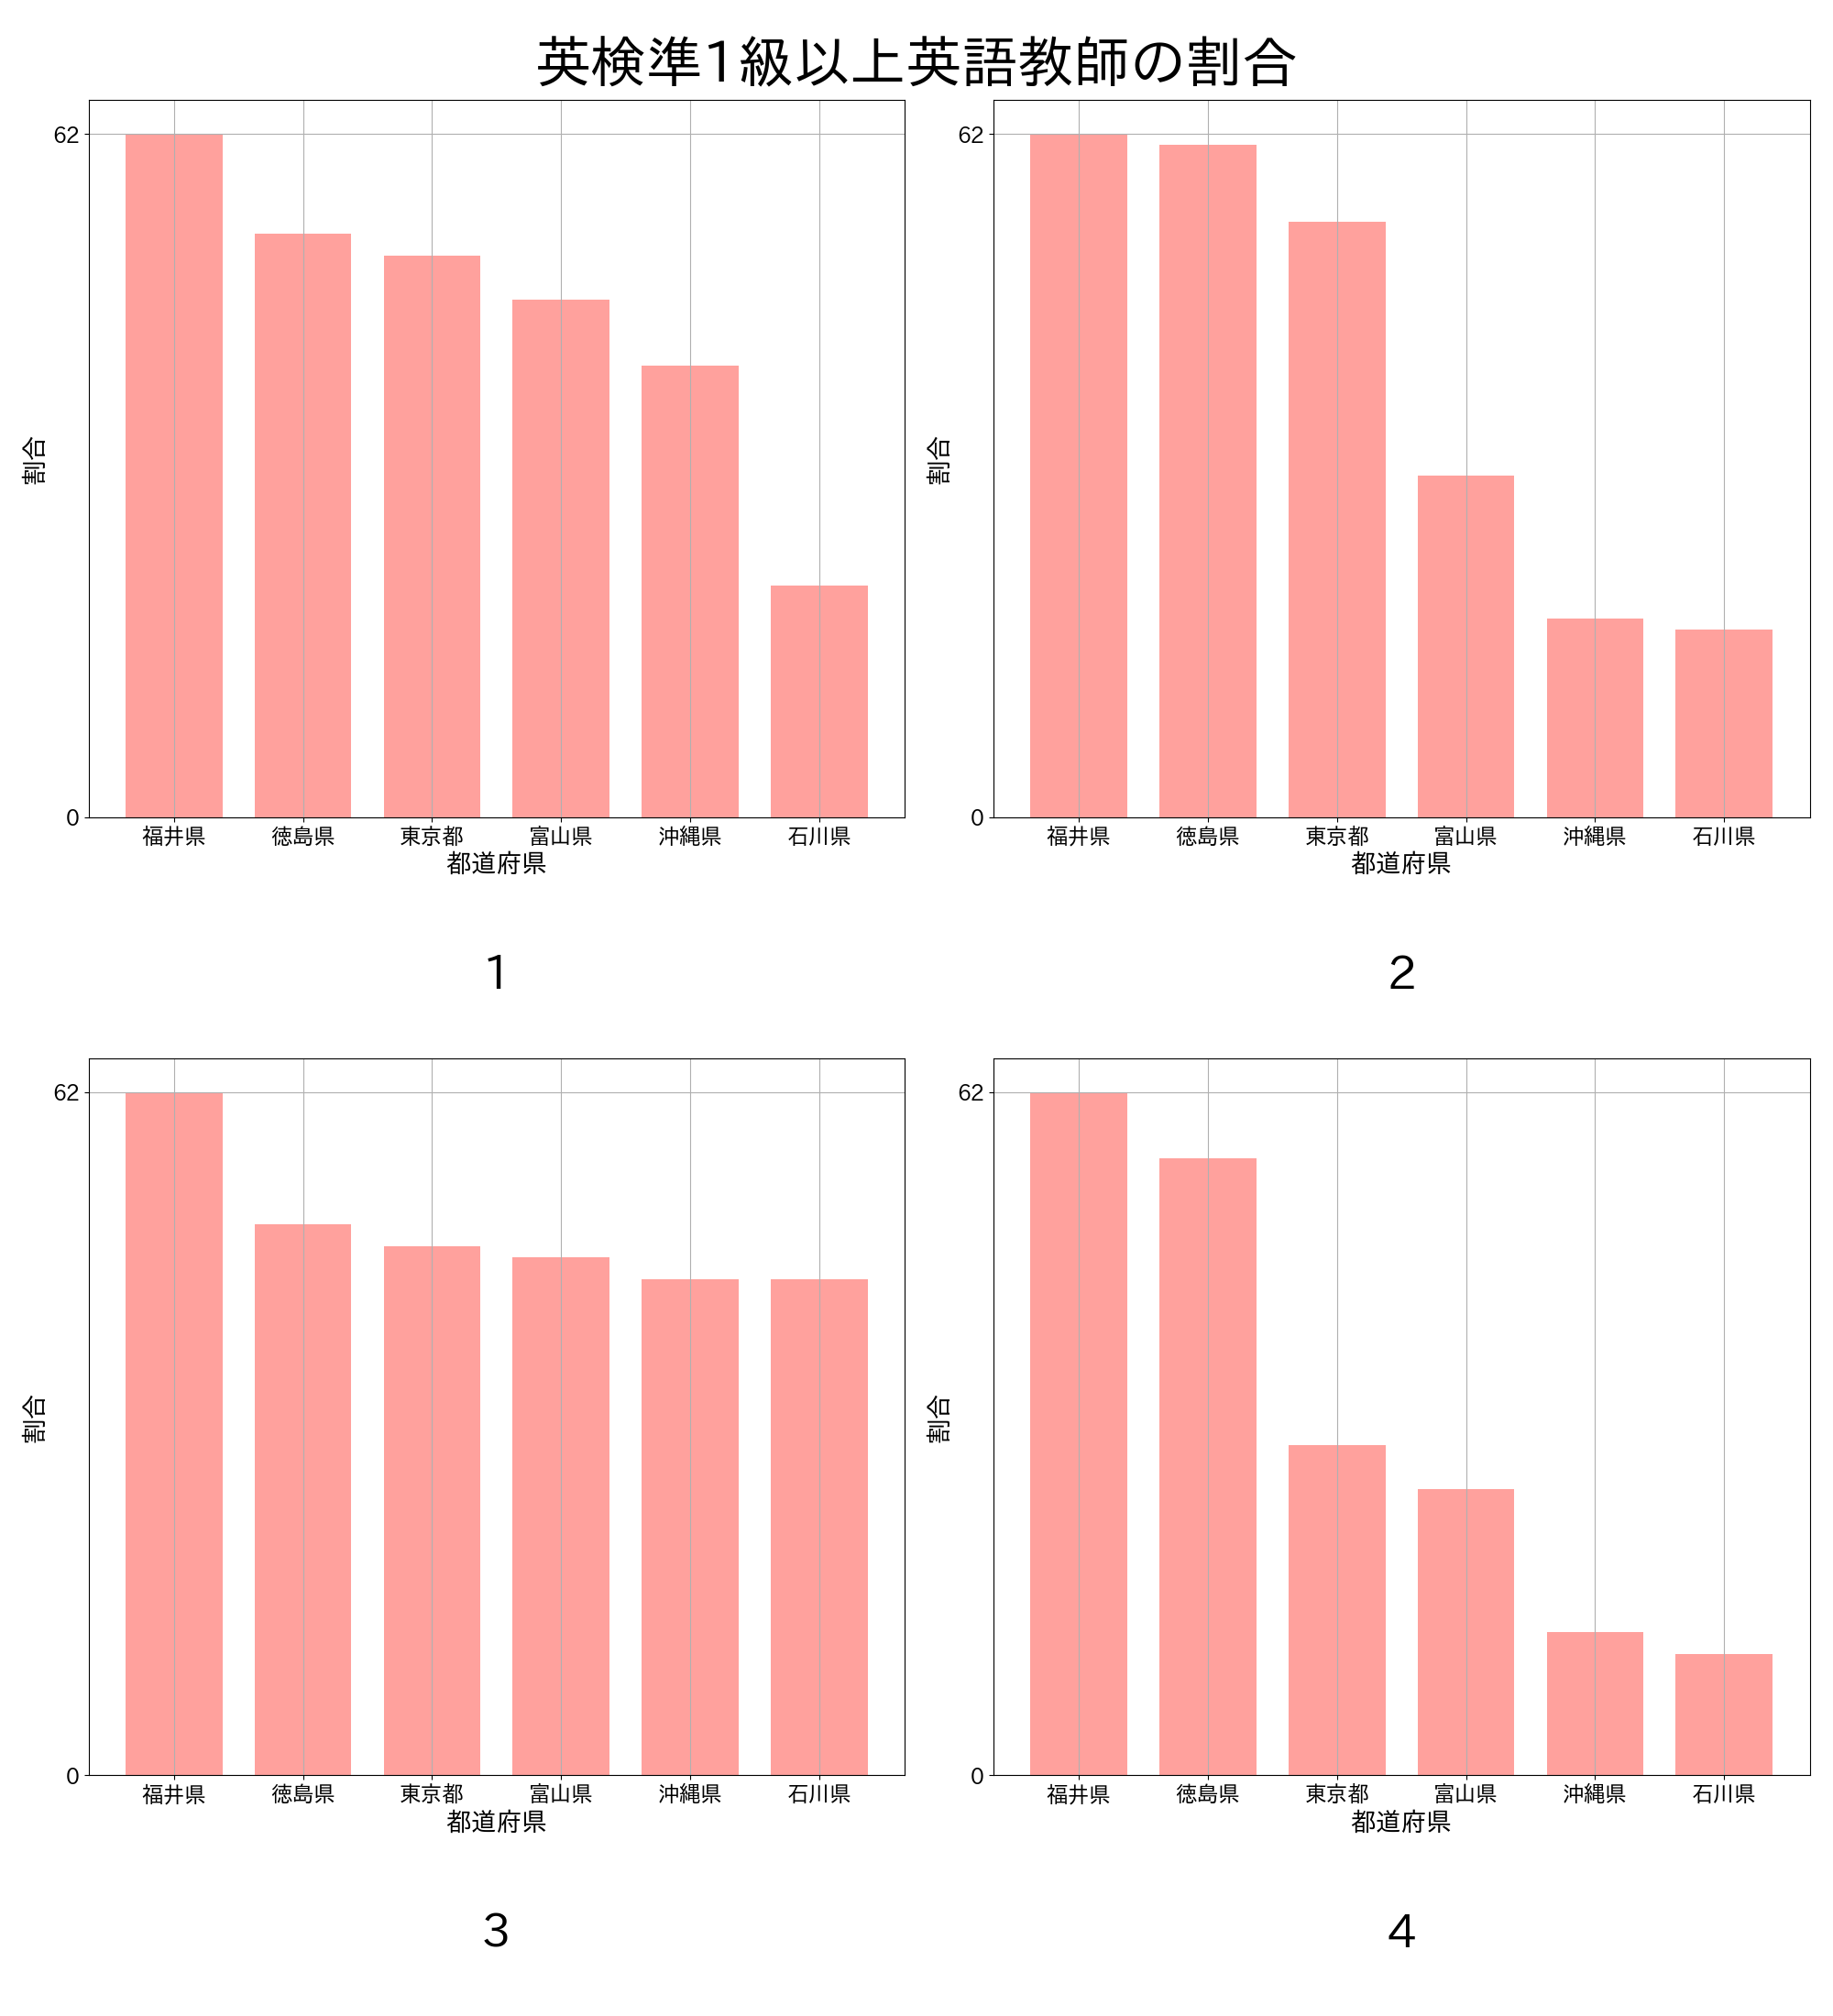 英検準1級以上英語教師の割合
62
0
割合
福井県 徳島県 東京都 富山県 沖縄県 石川県
都道府県
1
62
0
割合
福井県 徳島県 東京都 富山県 沖縄県 石川県
都道府県
2
62
0
割合
福井県 徳島県 東京都 富山県 沖縄県 石川県
都道府県
3
62
0
割合
福井県 徳島県 東京都 富山県 沖縄県 石川県
都道府県
4